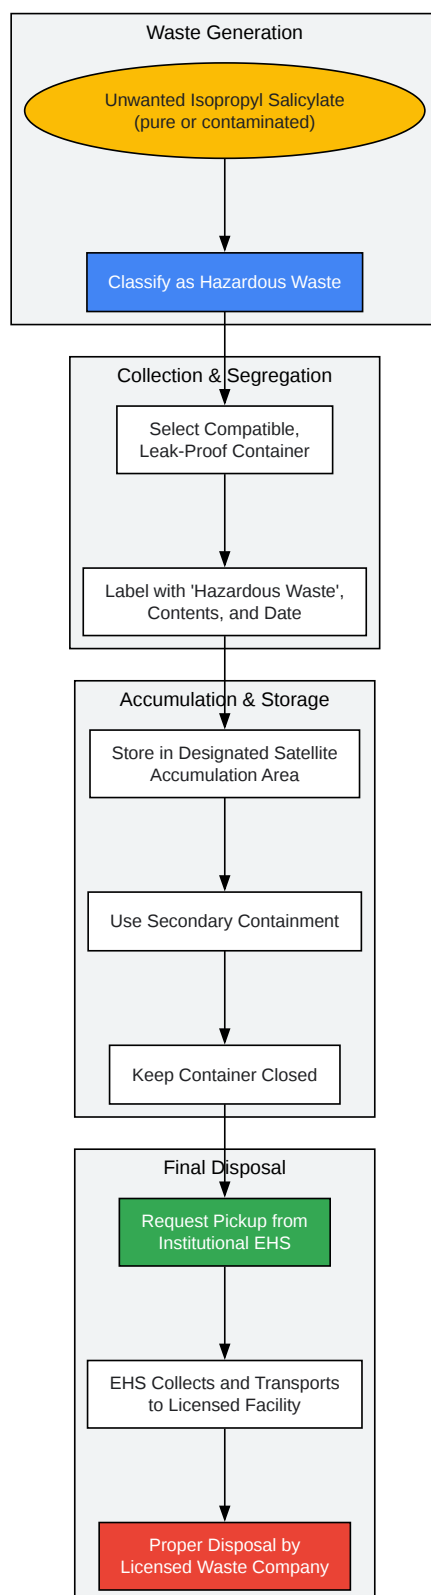 Waste Generation
Unwanted Isopropyl Salicylate
(pure or contaminated)
Classify as Hazardous Waste
Collection & Segregation
Select Compatible,
Leak-Proof Container
Label with 'Hazardous Waste',
Contents, and Date
Accumulation & Storage
Store in Designated Satellite
Accumulation Area
Use Secondary Containment
Keep Container Closed
Final Disposal
Request Pickup from
Institutional EHS
EHS Collects and Transports
to Licensed Facility
Proper Disposal by
Licensed Waste Company